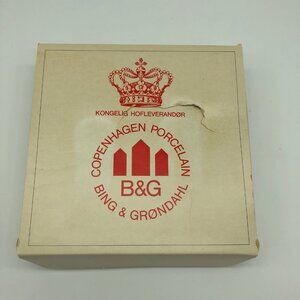 KONGELIG HOFLEVERANDØR
COPENHAGEN PORCELAIN
B&G
BING & GRØNDAHL